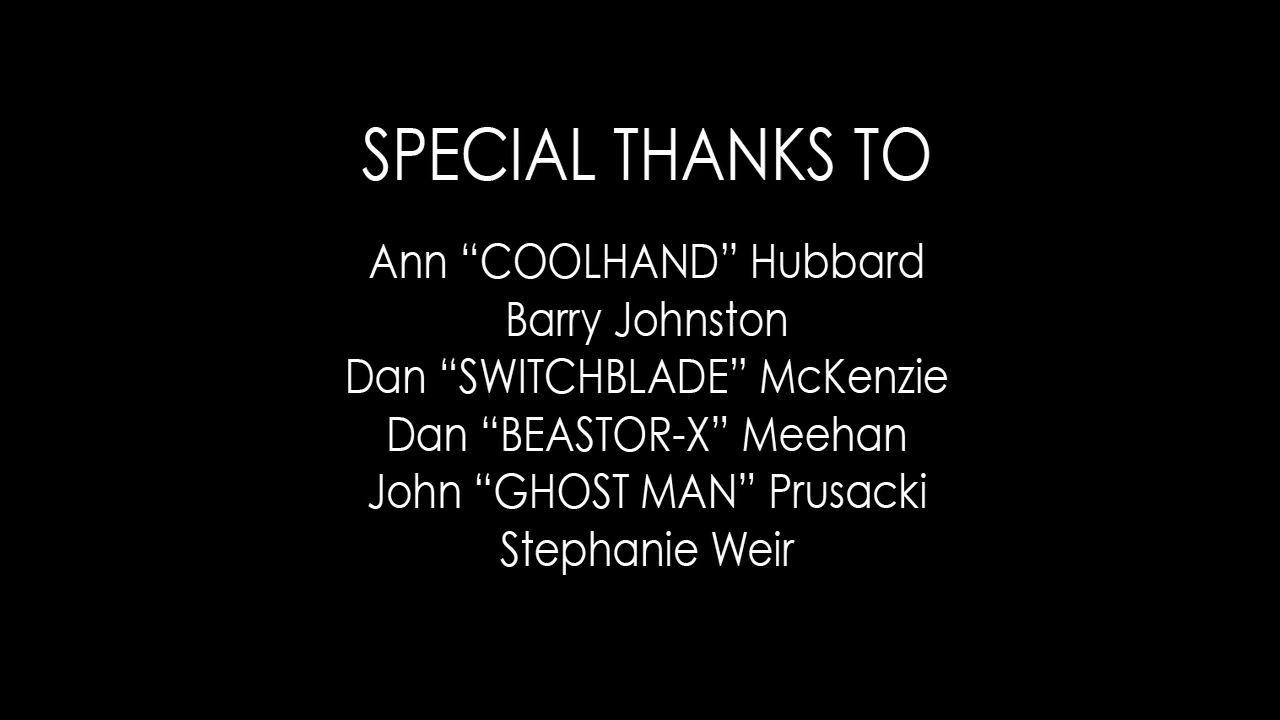 SPECIAL THANKS TO
Ann “COOLHAND” Hubbard
Barry Johnston
Dan “SWITCHBLADE” McKenzie
Dan “BEASTOR-X” Meehan
John “GHOST MAN” Prusacki
Stephanie Weir